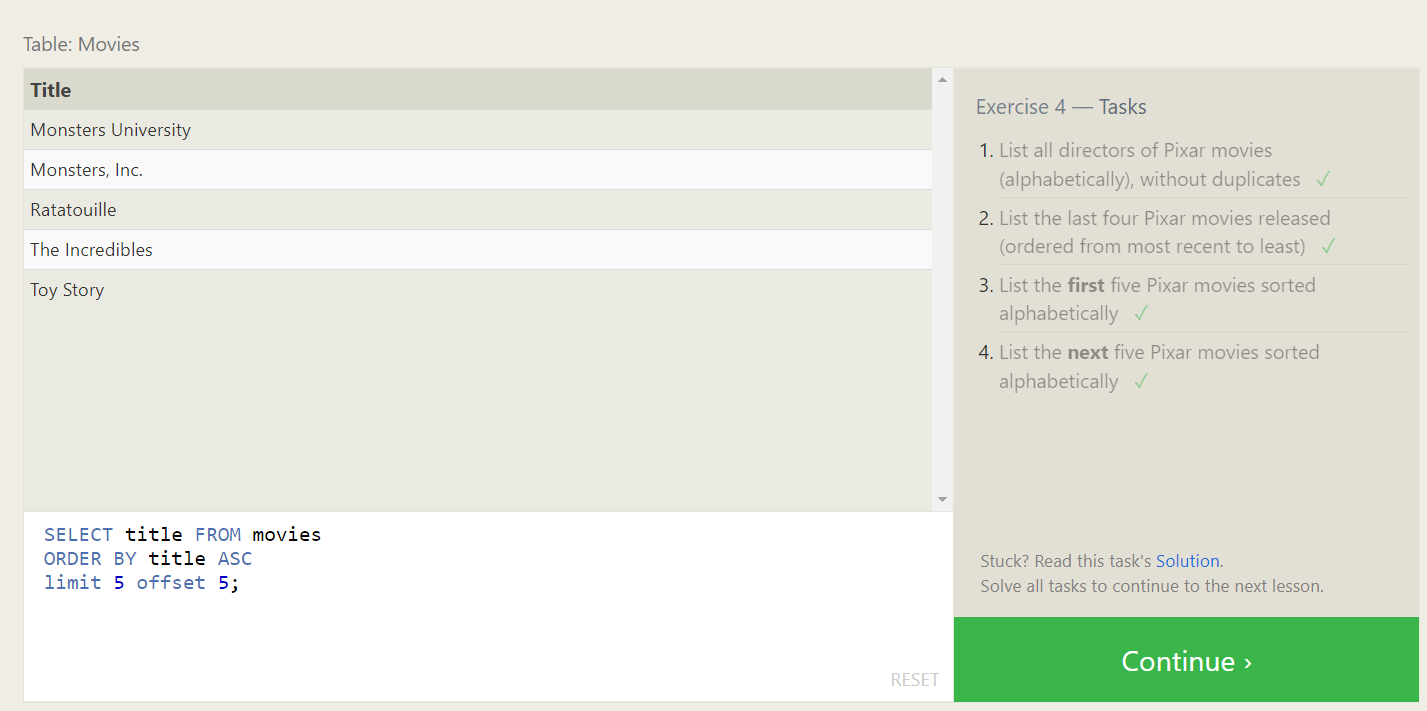 Table: Movies
Title
Monsters University
Monsters, Inc.
Ratatouille
The Incredibles
Toy Story
SELECT title FROM movies
ORDER BY title ASC
limit 5 offset 5;
RESET
Exercise 4 — Tasks
1. List all directors of Pixar movies
(alphabetically), without duplicates ✓
2. List the last four Pixar movies released
(ordered from most recent to least) ✓
3. List the first five Pixar movies sorted
alphabetically ✓
4. List the next five Pixar movies sorted
alphabetically ✓
Stuck? Read this task's Solution.
Solve all tasks to continue to the next lesson.
Continue ›